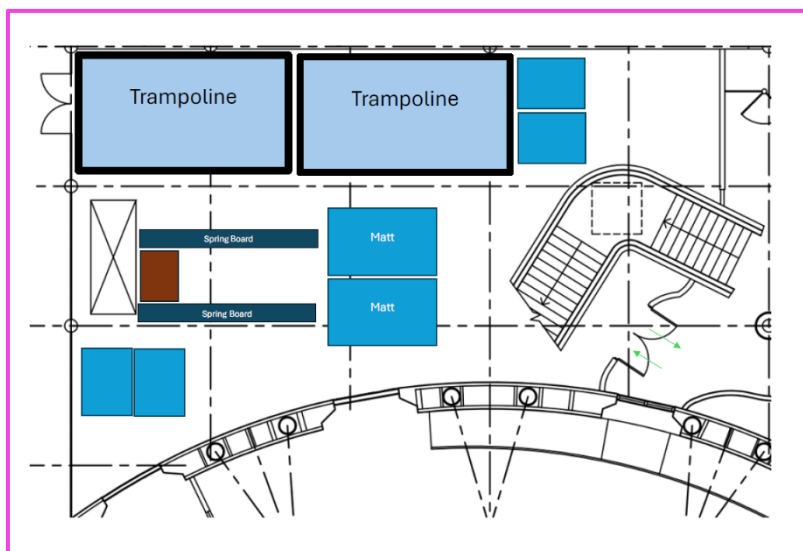 Trampoline
Trampoline
Spring Board
Matt
Matt
Spring Board